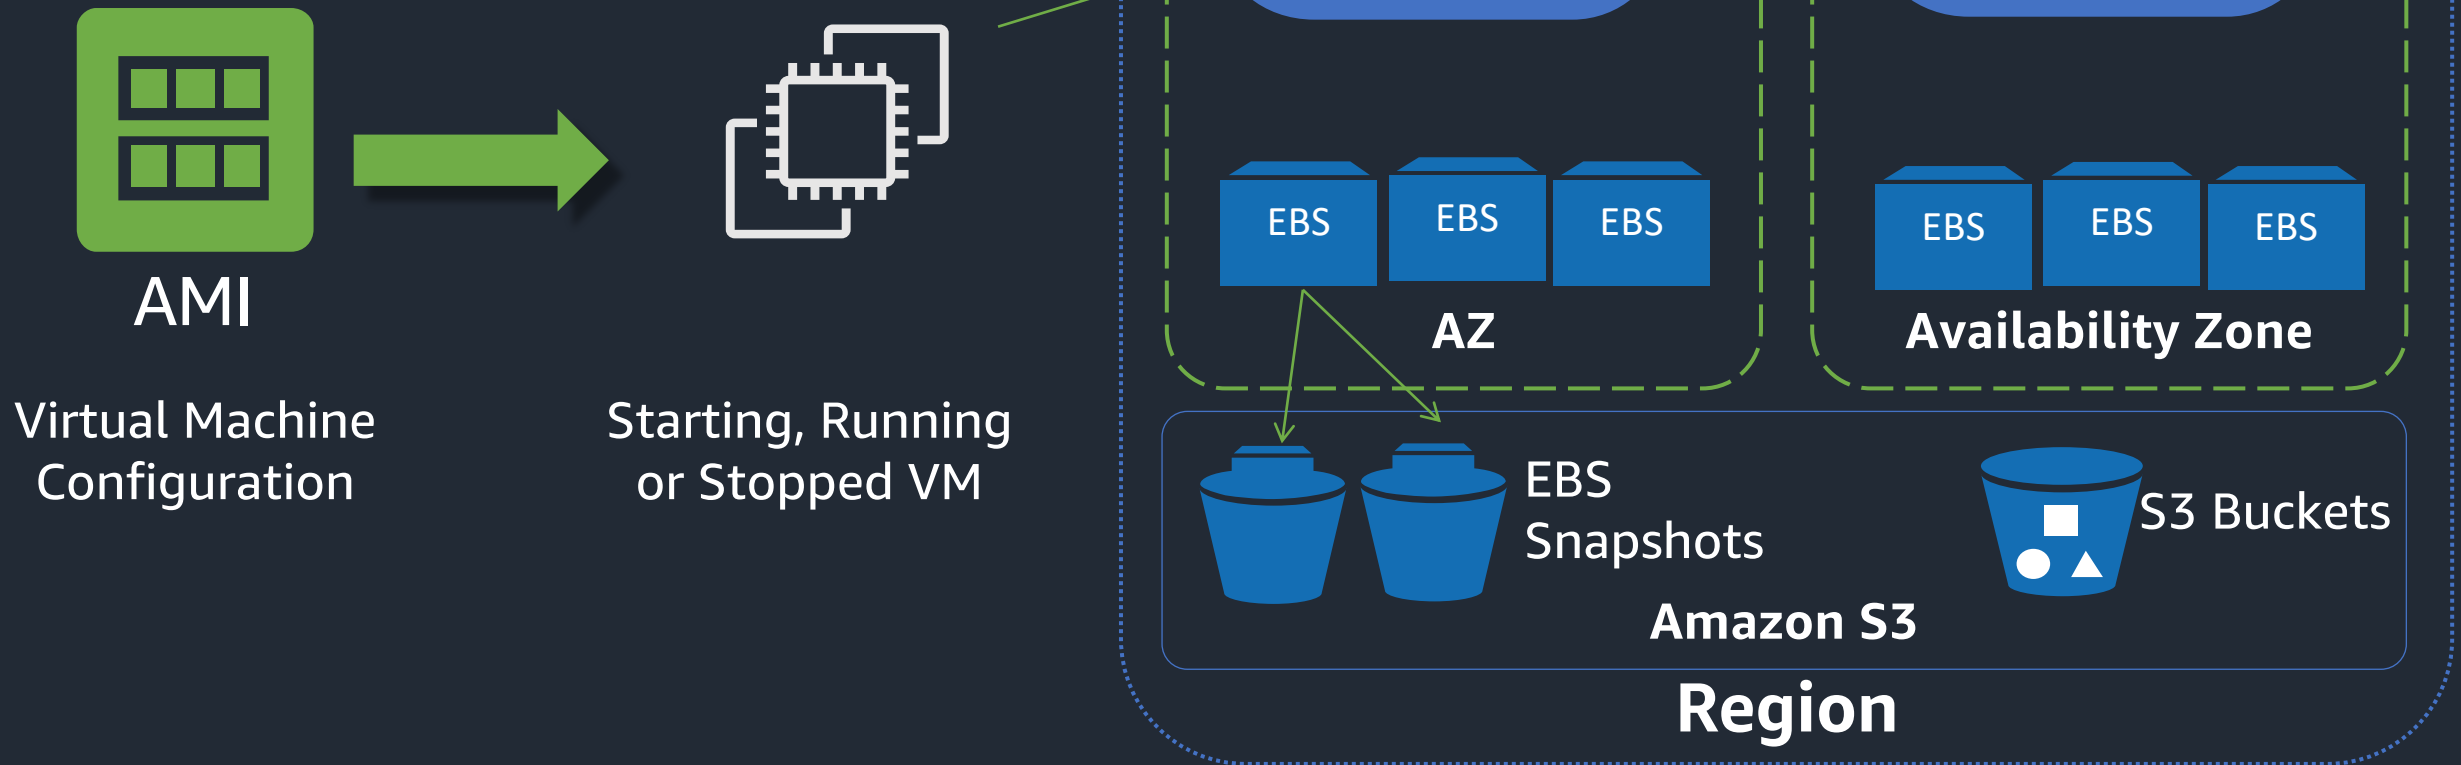 AMI
Virtual Machine
Configuration
Starting, Running
or Stopped VM
EBS
EBS
EBS
AZ
EBS
EBS
EBS
Availability Zone
EBS
Snapshots
S3 Buckets
Amazon S3
Region